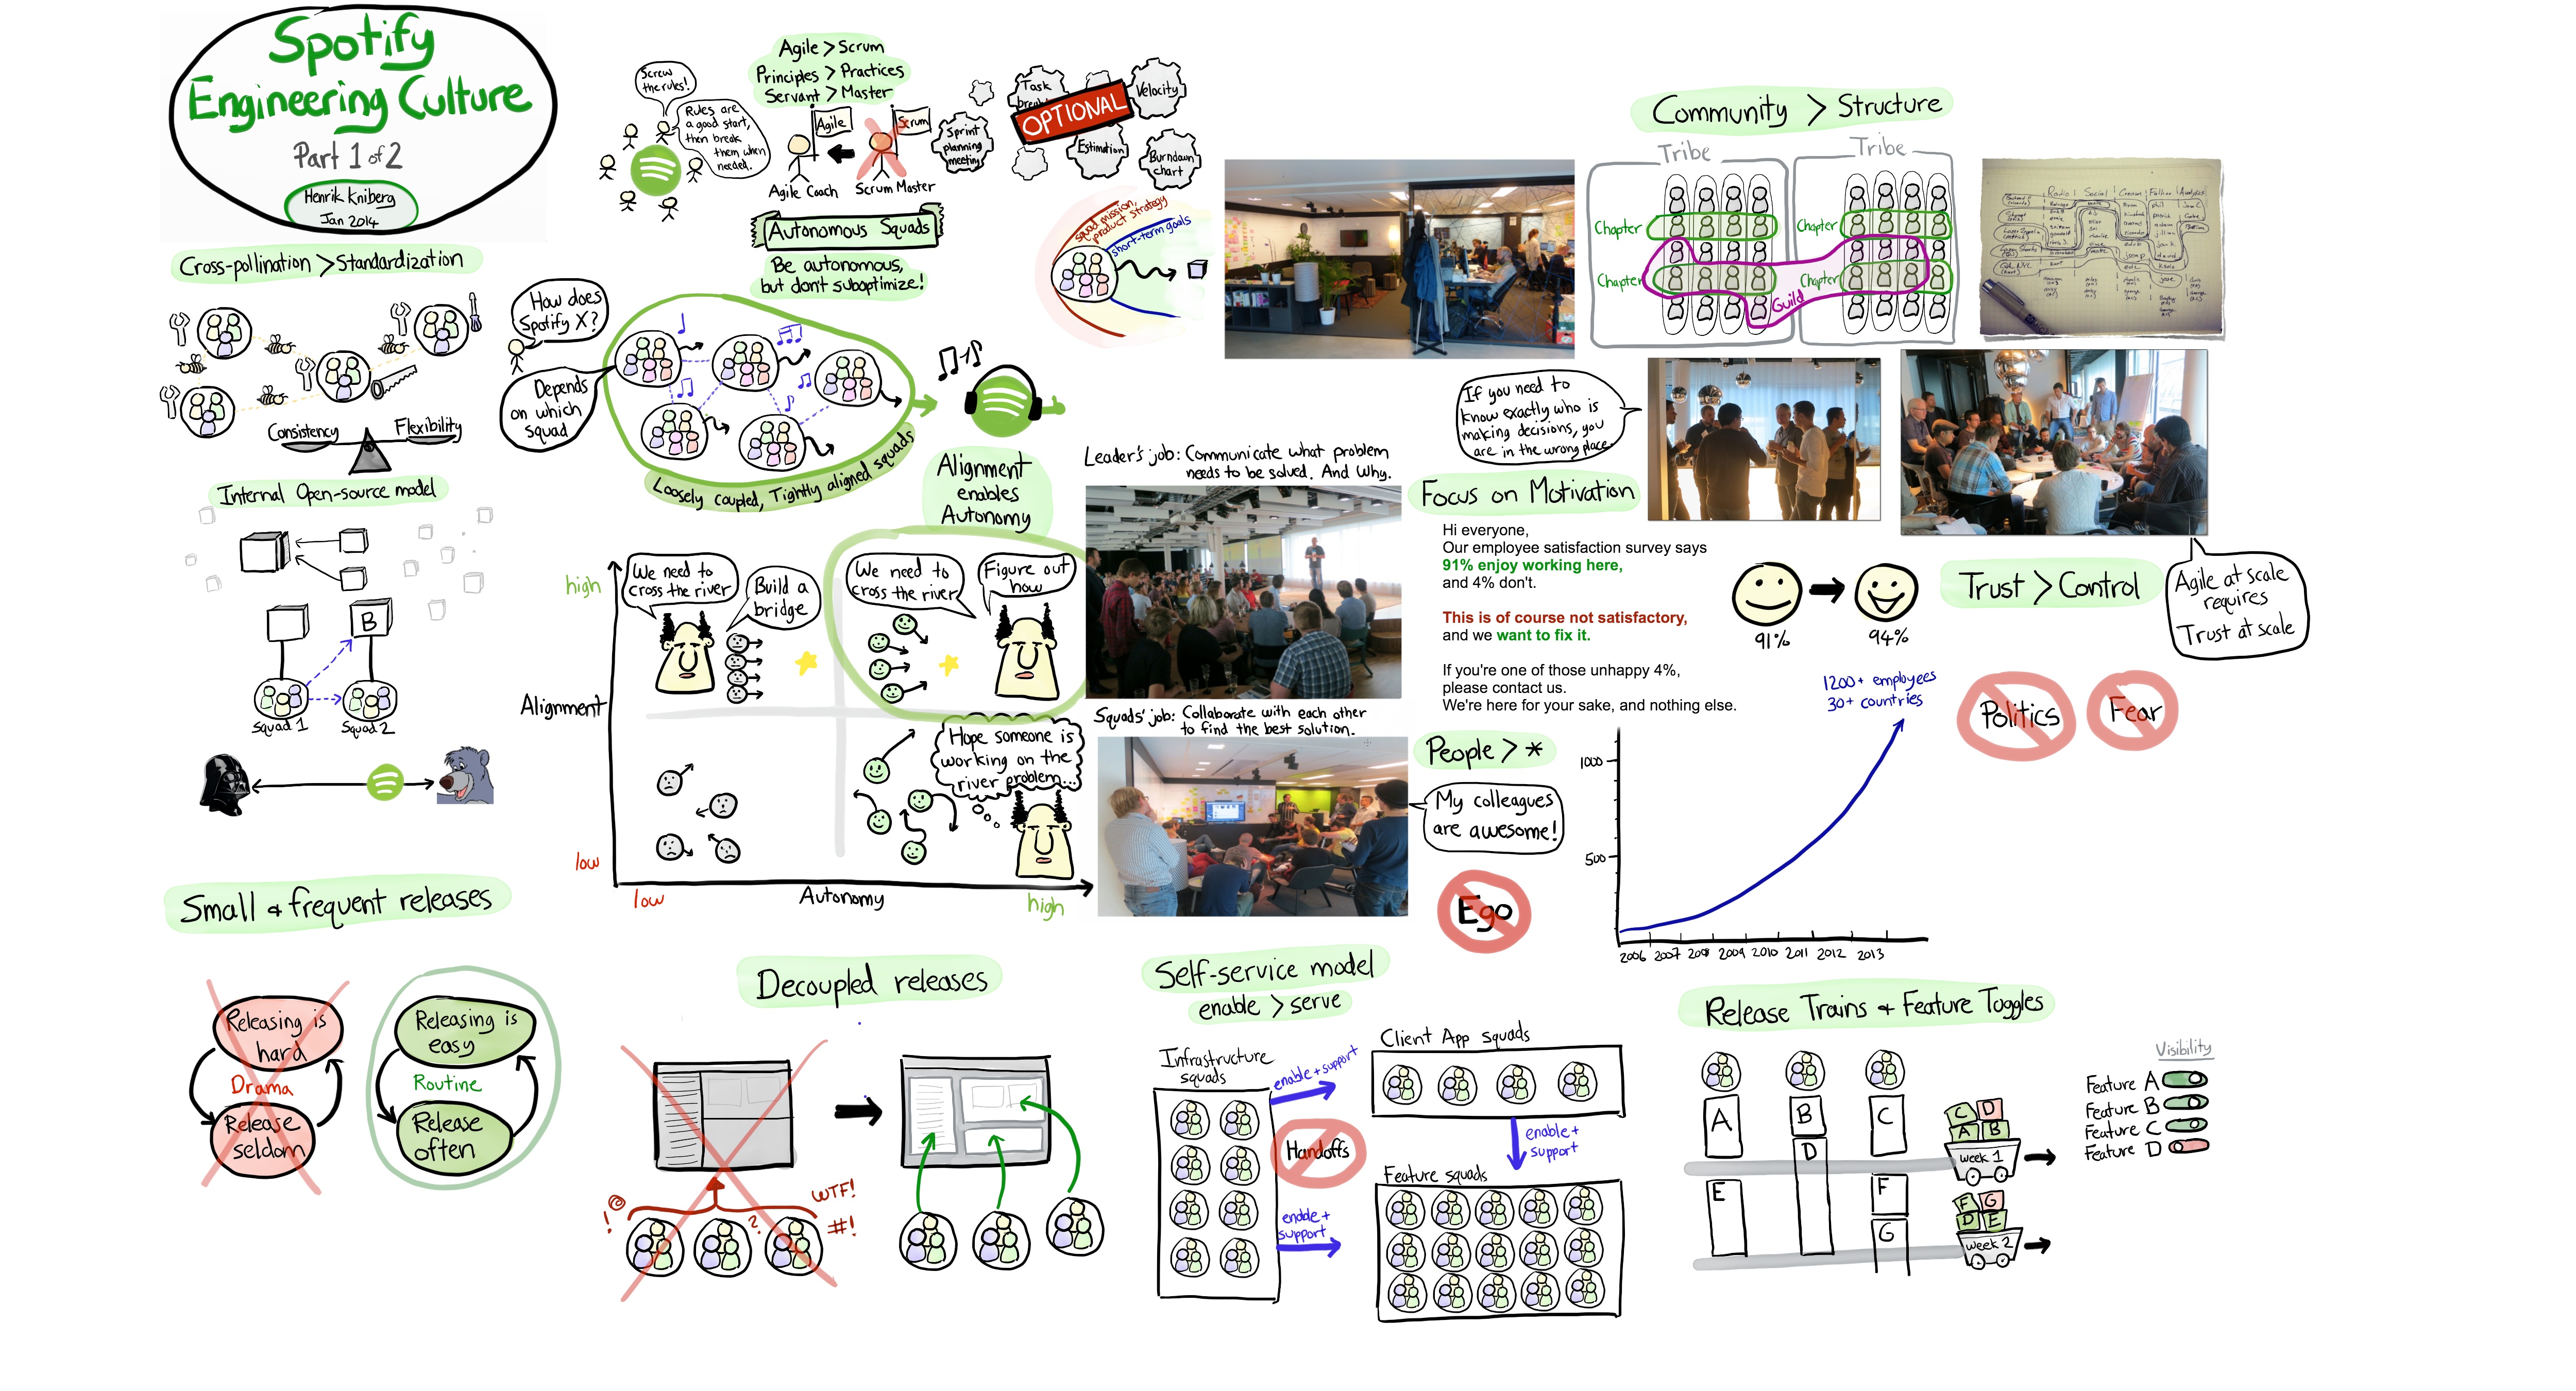 Spotify
Engineering Culture
Part 1 of 2
Henrik Kniberg
Jan 2014
Agile > Scrum
Principles > Practices
Servant > Master
Screw
the rules!
Rules are
a good start,
then break
them when
needed.
Agile
Scrum
Agile Coach
Scrum Master
Task
OPTIONAL
Velocity
Sprint
planning
meeting
Estimation
Burndown
chart
Autonomous Squads
Be autonomous,
but don't suboptimize!
squad mission,
product strategy
short-term goals
Cross-pollination > Standardization
Consistency
Flexibility
How does
Spotify X?
Depends
on which
squad
Loosely coupled, Tightly aligned squads
Internal Open-source model
B
Squad 1
Squad 2
Alignment
enables
Autonomy
high
Alignment
low
low
Autonomy
high
We need to
cross the river
Build a
bridge
We need to
cross the river
Figure out
how
Hope someone is
working on the
river problem...
Leader's job: Communicate what problem
needs to be solved. And Why.
Squads' job: Collaborate with each other
to find the best solution.
Community > Structure
Tribe
Tribe
Chapter
Chapter
Chapter
Chapter
Guild
Radio
Social
If you need to
know exactly who is
making decisions, you
are in the wrong place
Focus on Motivation
Hi everyone,
Our employee satisfaction survey says
91% enjoy working here,
and 4% don't.
This is of course not satisfactory,
and we want to fix it.
If you're one of those unhappy 4%,
please contact us.
We're here for your sake, and nothing else.
91%
94%
Trust > Control
Agile at scale
requires
Trust at scale
Politics
Fear
People > *
My colleagues
are awesome!
Ego
1200+ employees
30+ countries
1000
500
2006 2007 2008 2009 2010 2011 2012 2013
Small & frequent releases
Releasing is
hard
Drama
Release
seldom
Releasing is
easy
Routine
Release
often
Decoupled releases
!@
?
WTF!
#!
Self-service model
enable > serve
Infrastructure
squads
enable + support
Handoffs
enable +
support
Client App squads
enable +
support
Feature squads
Release Trains & Feature Toggles
A
B
C
D
E
F
G
C D
A B
week 1
F G
D E
week 2
Visibility
Feature A
Feature B
Feature C
Feature D